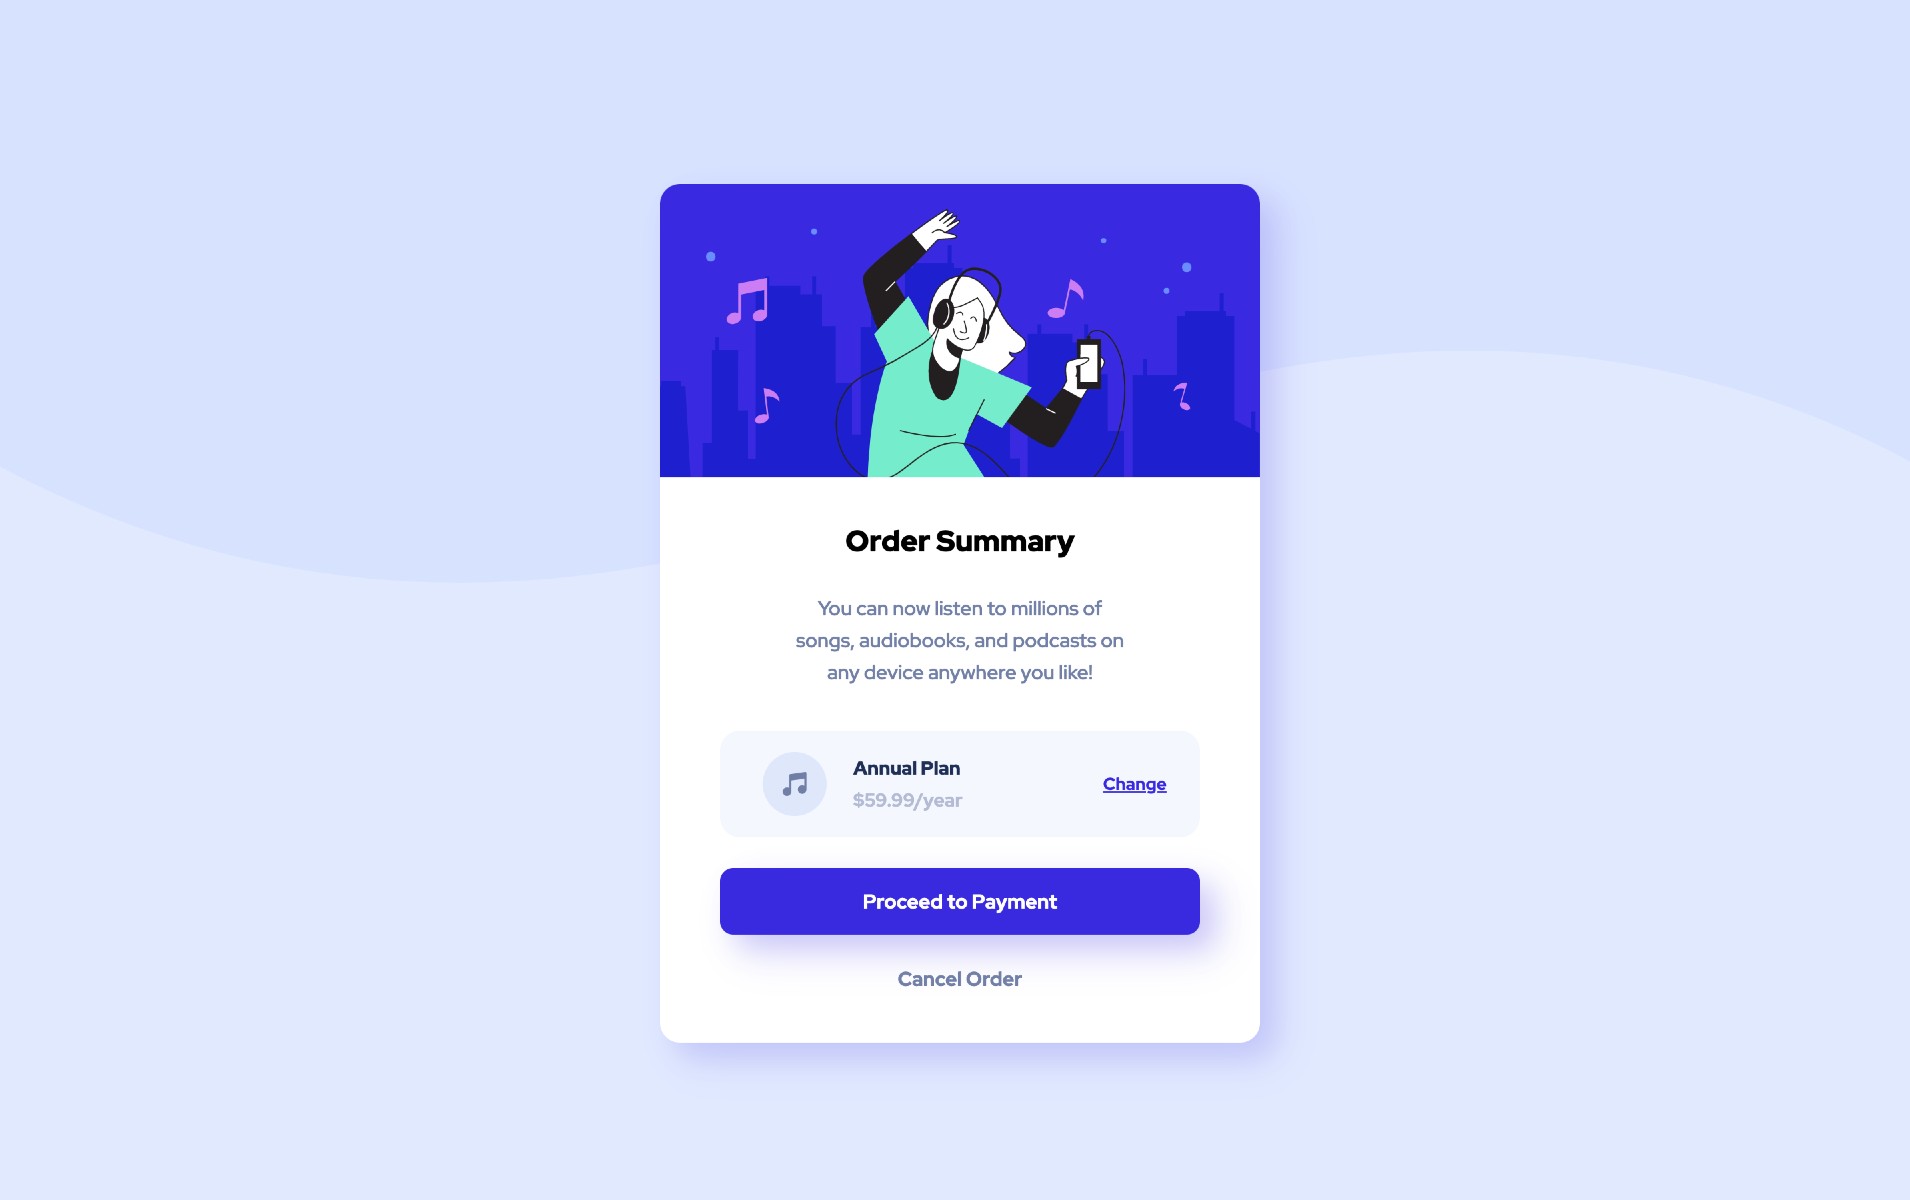 Order Summary
You can now listen to millions of
songs, audiobooks, and podcasts on
any device anywhere you like!
Annual Plan
$59.99/year
Change
Proceed to Payment
Cancel Order